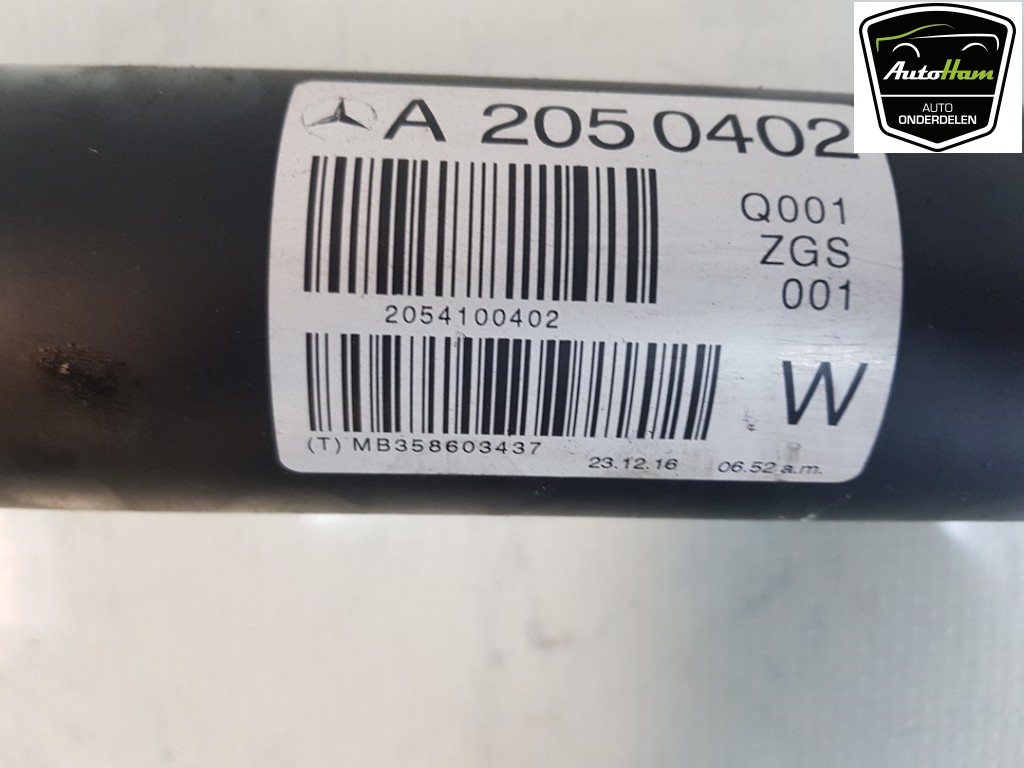 A 205 0402
Q001
ZGS
001
2054100402
W
(T) MB358603437
23.12.16
06.52 a.m.
AutoHam
AUTO
ONDERDELEN